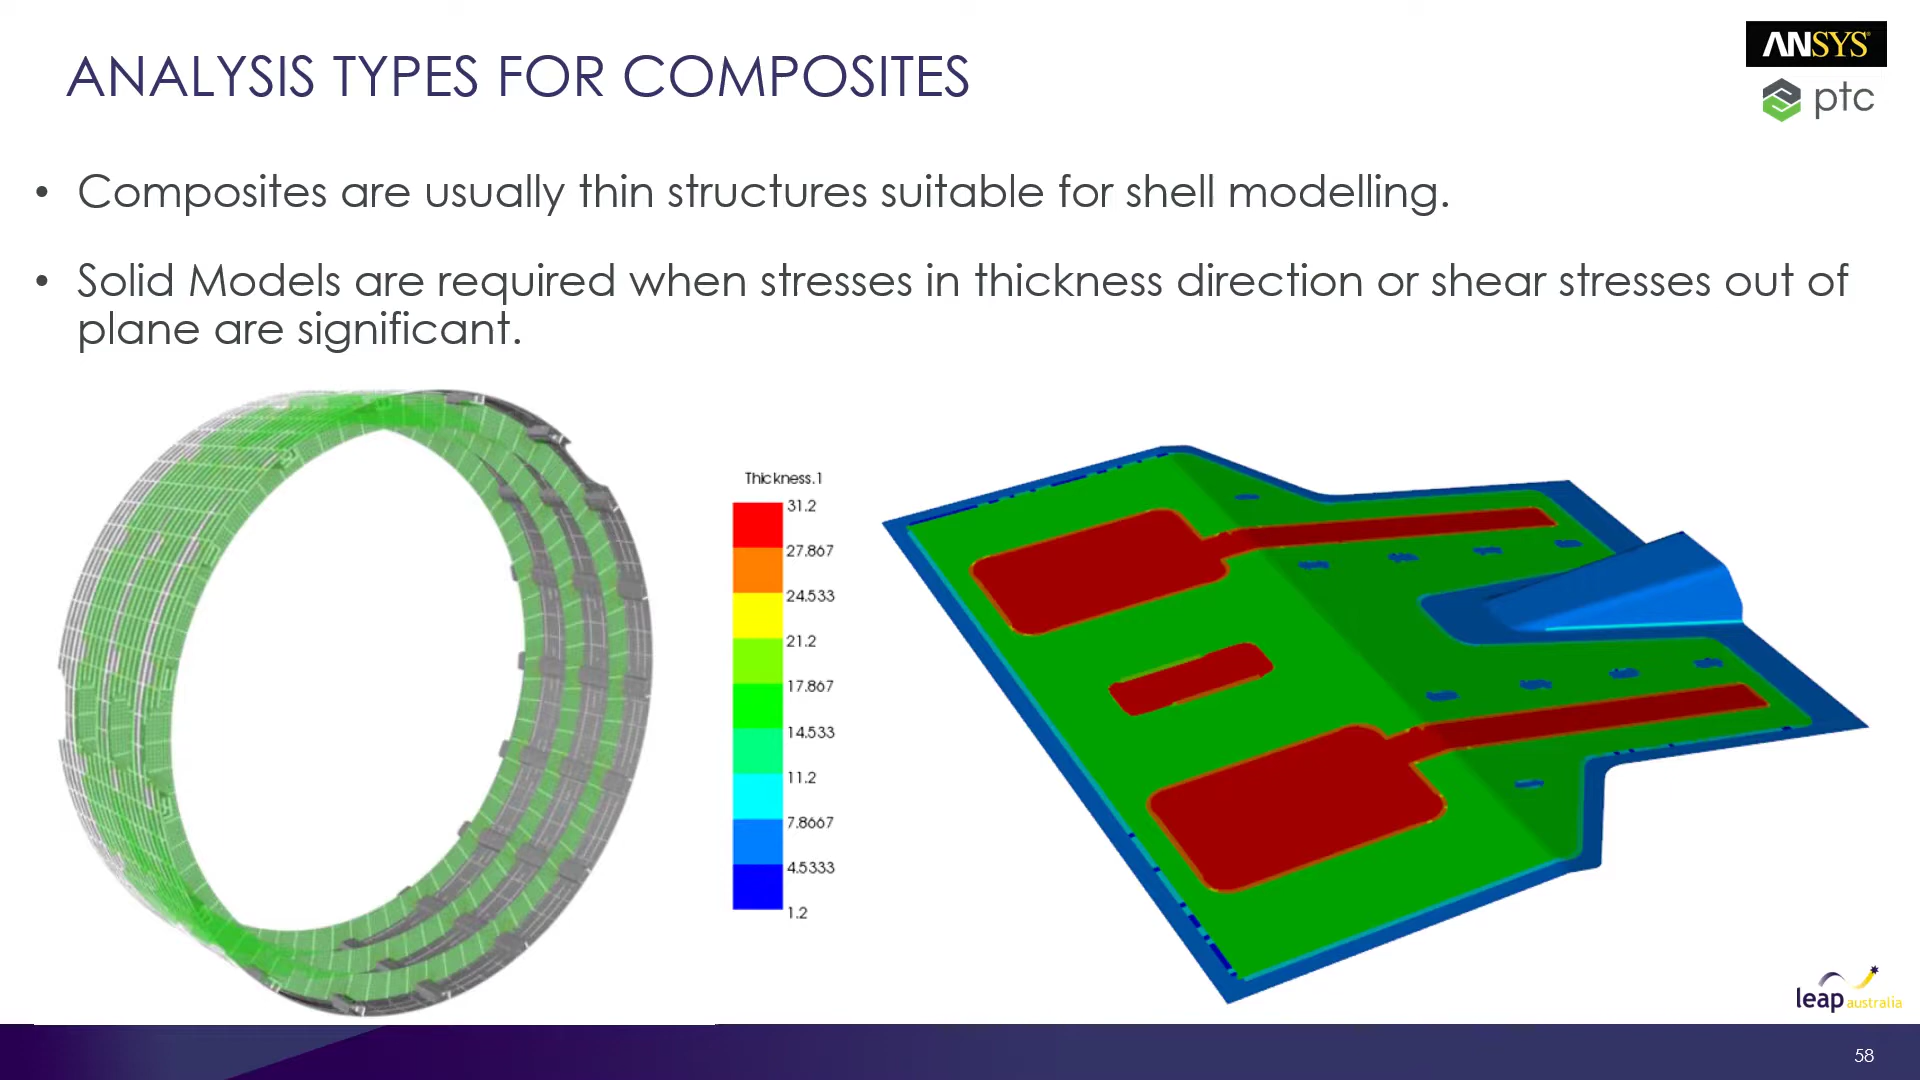 ANALYSIS TYPES FOR COMPOSITES
ANSYS
ptc
• Composites are usually thin structures suitable for shell modelling.
• Solid Models are required when stresses in thickness direction or shear stresses out of
plane are significant.
Thickness.1
31.2
27.867
24.533
21.2
17.867
14.533
11.2
7.8667
4.5333
1.2
leap australia
58